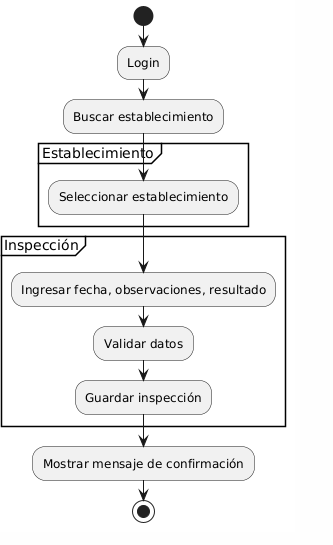 Login
Buscar establecimiento
Establecimiento
Seleccionar establecimiento
Inspección
Ingresar fecha, observaciones, resultado
Validar datos
Guardar inspección
Mostrar mensaje de confirmación